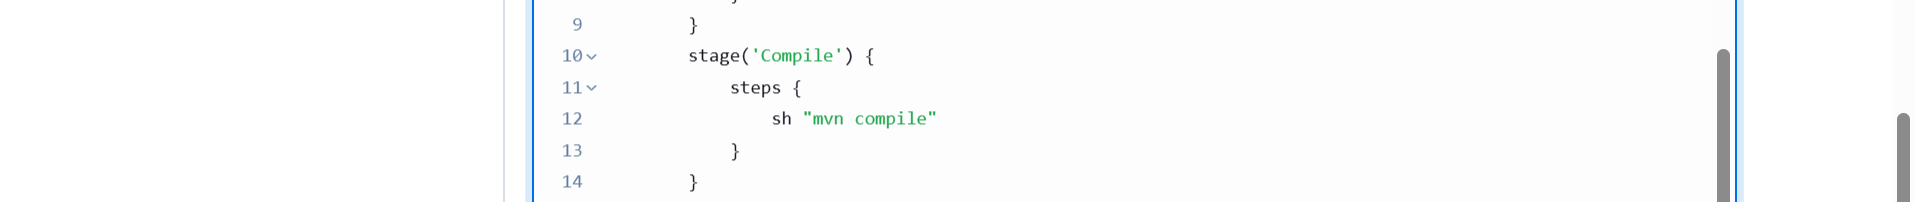 9 }
10 stage('Compile') {
11 steps {
12 sh "mvn compile"
13 }
14 }